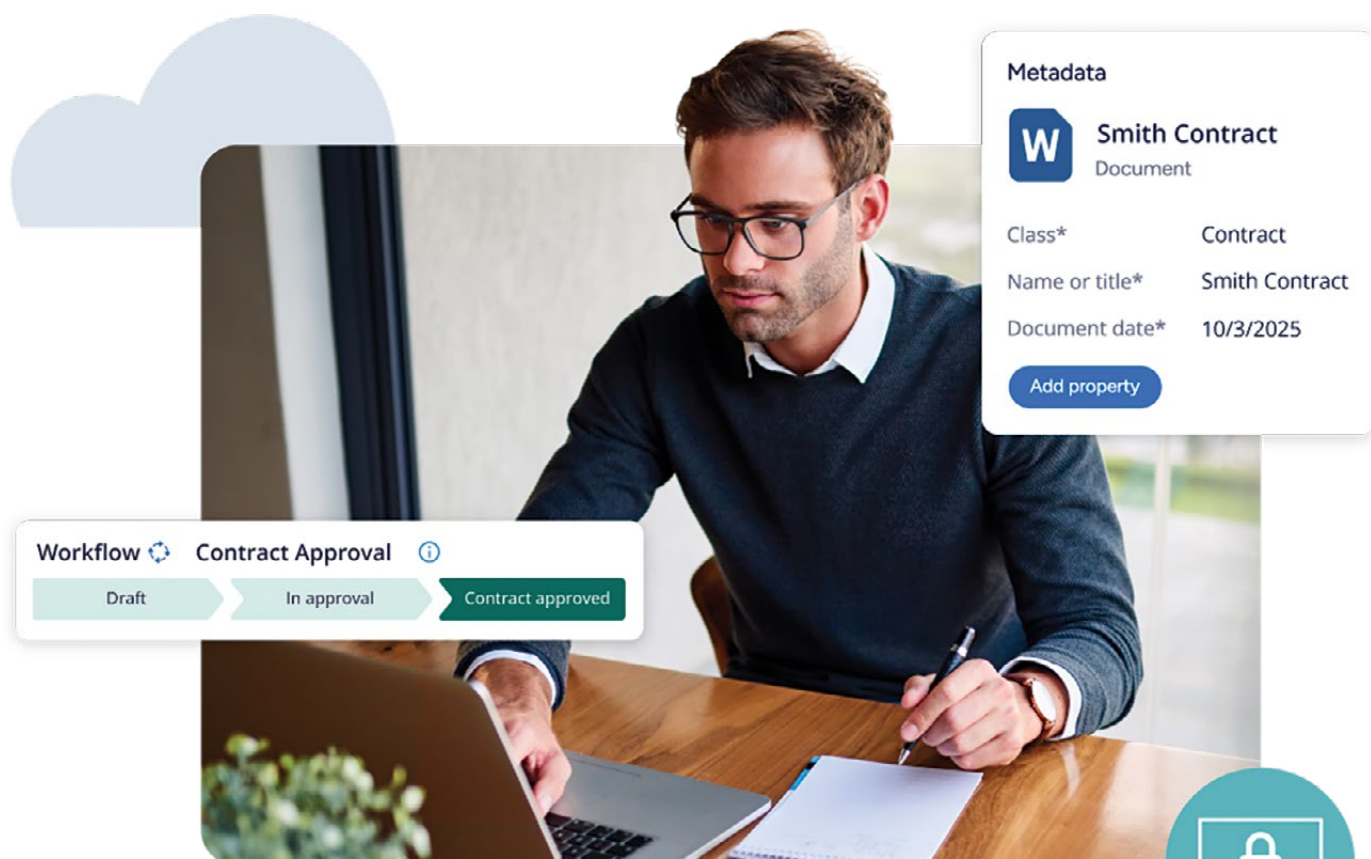 Metadata
W
Smith Contract
Document
Class* Contract
Name or title* Smith Contract
Document date* 10/3/2025
Add property
Workflow Contract Approval
Draft In approval Contract approved